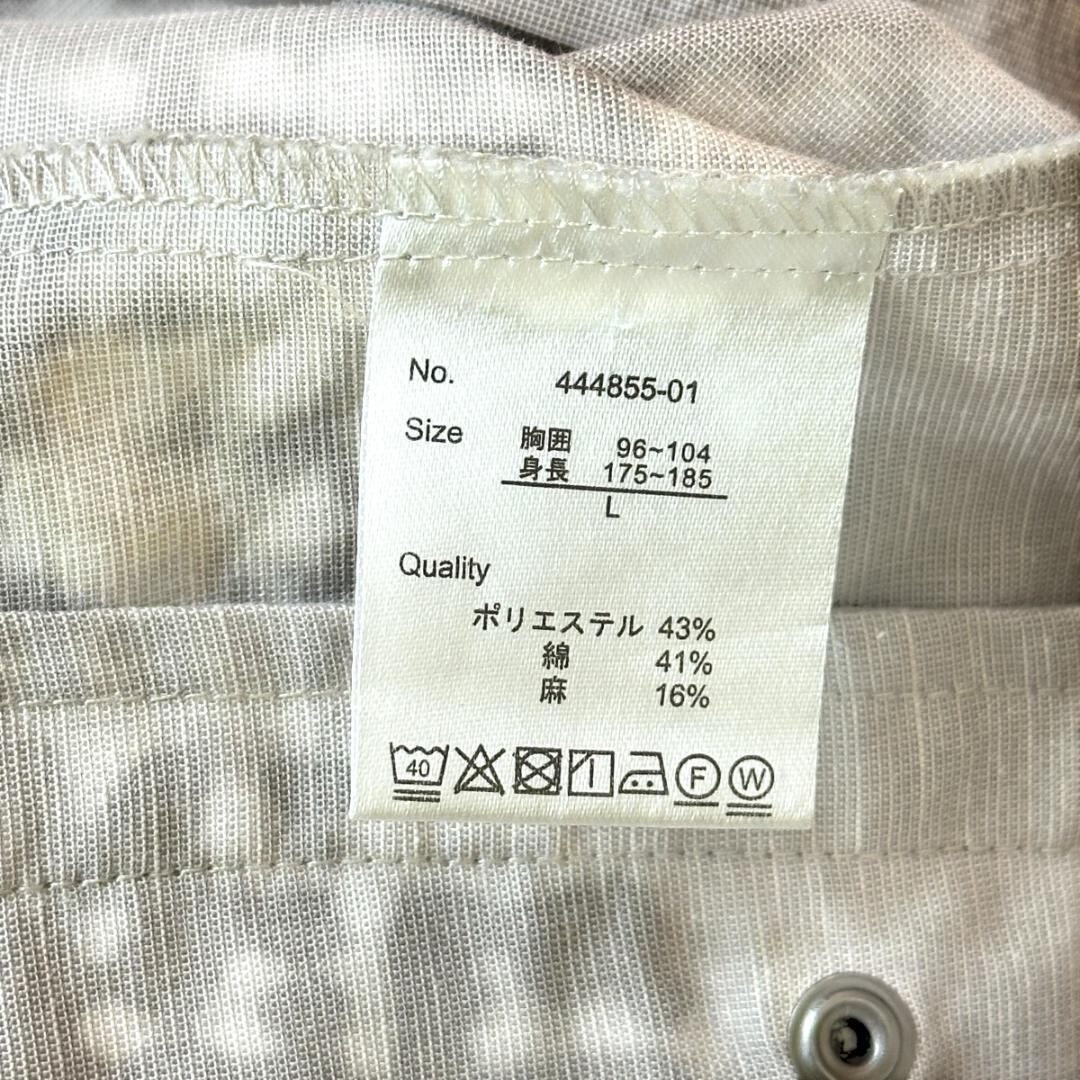 No. 444855-01
Size 胸囲 96~104
身長 175~185
L
Quality
ポリエステル 43%
綿 41%
麻 16%
40 F W